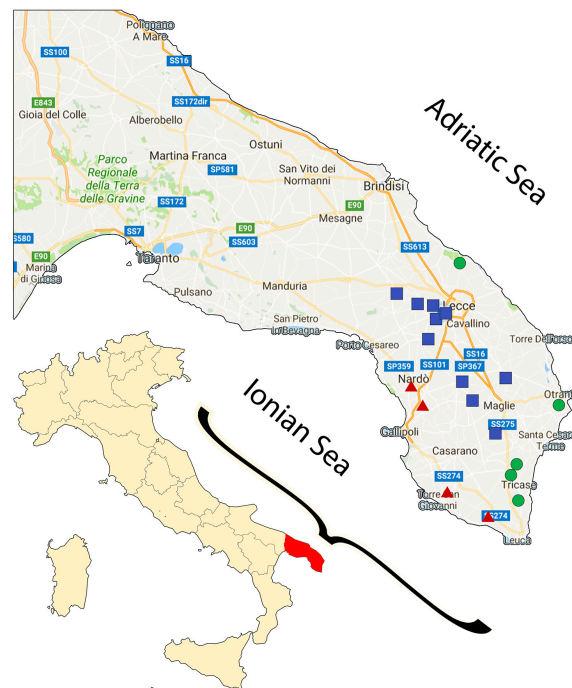 Polignano
A Mare
SS100
SS16
E843
SS172dir
Gioia del Colle
Alberobello
Ostuni
Parco
Regionale
della Terra
delle Gravine
Martina Franca
SP581
San Vito dei
Normanni
Brindisi
Adriatic Sea
SS172
Mesagne
E90
SS7
E90
SS580
SS603
SS613
E90
Taranto
Marina
di Ginosa
Pulsano
Manduria
Lecce
San Pietro
in Bevagna
Cavallino
Torre Dell'orso
Porto Cesareo
SS16
SP359
SS101
SP367
Nardò
Ionian Sea
Maglie
Otranto
SS275
Gallipoli
Santa Cesarea
Terme
Casarano
SS274
Tricase
Torre San
Giovanni
SS274
Leuca